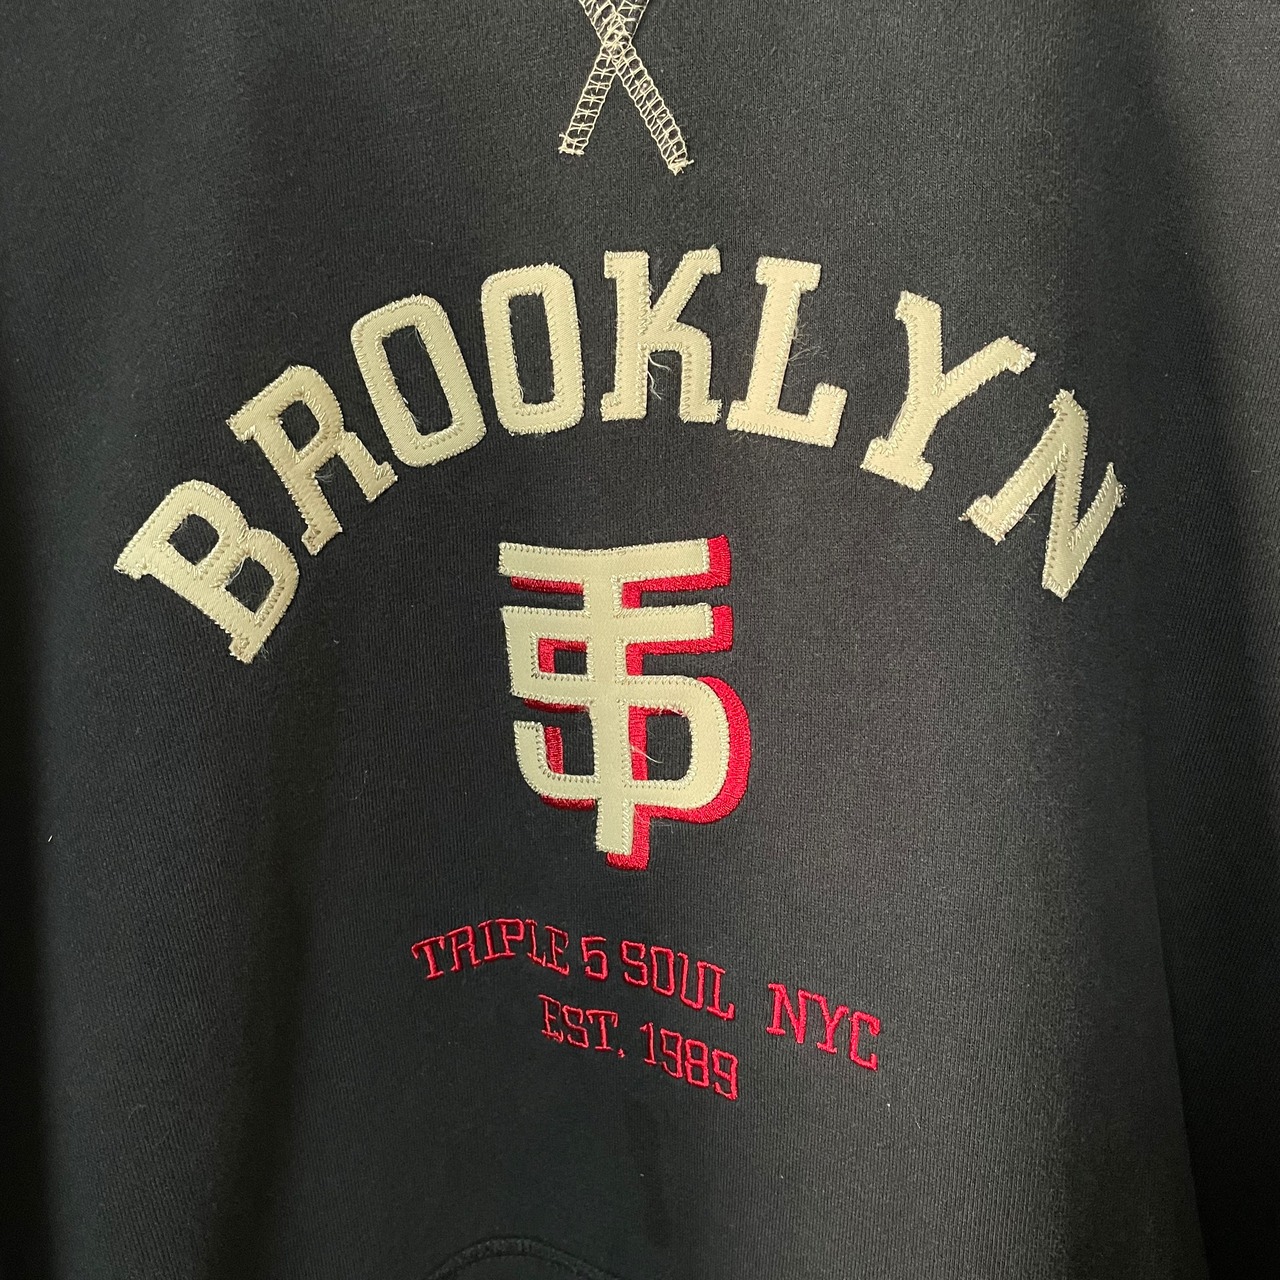 BROOKLYN
TRIPLE 5 SOUL NYC
EST. 1989